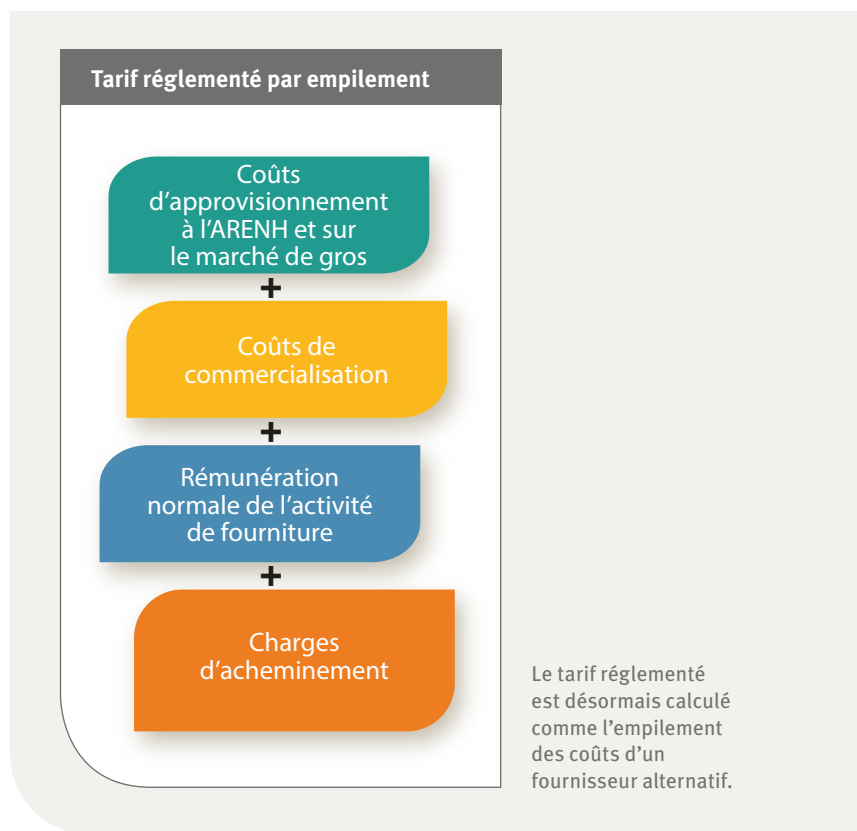 Tarif réglementé par empilement
Coûts
d’approvisionnement
à l’ARENH et sur
le marché de gros
+
Coûts de
commercialisation
+
Rémunération
normale de l’activité
de fourniture
+
Charges
d’acheminement
Le tarif réglementé
est désormais calculé
comme l’empilement
des coûts d’un
fournisseur alternatif.